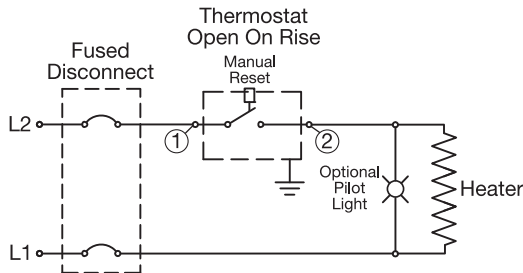 Thermostat
Open On Rise
Fused
Disconnect
Manual
Reset
L2
1
2
Optional
Pilot
Light
Heater
L1